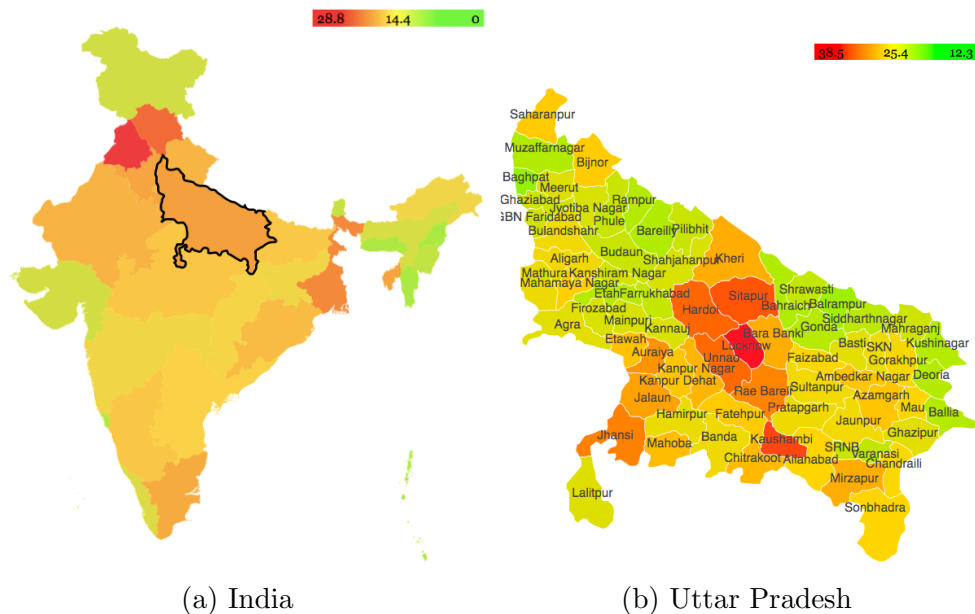 28.8 14.4 0
38.5 25.4 12.3
Saharanpur
Muzaffarnagar
Bijnor
Baghpat
Meerut
Rampur
Ghaziabad
Jyotiba Nagar
GBN Faridabad
Phule
Bulandshahr
Bareilly
Pilibhit
Budaun
Shahjahanpur
Kheri
Aligarh
Mathura
Kanshiram Nagar
Mahamaya Nagar
Etah
Farrukhabad
Sitapur
Shrawasti
Bahraich
Balrampur
Firozabad
Hardoi
Siddharthnagar
Agra
Mainpuri
Kannauj
Bara Banki
Gonda
Mahraganj
Etawah
Lucknow
Basti
SKN
Kushinagar
Auraiya
Unnao
Faizabad
Gorakhpur
Kanpur Nagar
Kanpur Dehat
Rae Bareli
Sultanpur
Ambedkar Nagar
Deoria
Jalaun
Azamgarh
Hamirpur
Fatehpur
Pratapgarh
Jaunpur
Mau
Ballia
Jhansi
Mahoba
Banda
Kaushambi
Ghazipur
SRNB
Varanasi
Chitrakoot
Allahabad
Chandraili
Mirzapur
Lalitpur
Sonbhadra
(a) India
(b) Uttar Pradesh